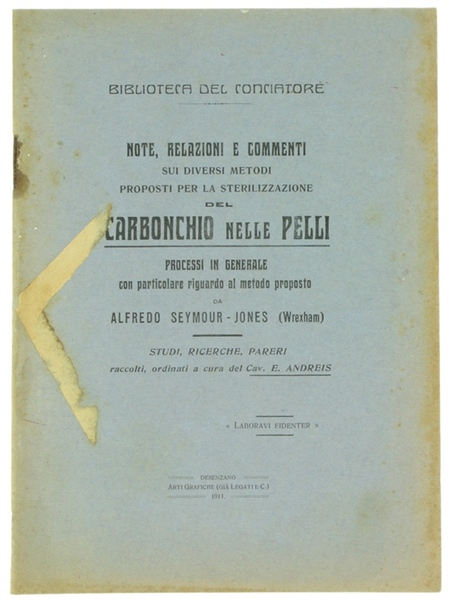 BIBLIOTECA DEL CONCIATORE
NOTE, RELAZIONI E COMMENTI
SUI DIVERSI METODI
PROPOSTI PER LA STERILIZZAZIONE
DEL
CARBONCHIO NELLE PELLI
PROCESSI IN GENERALE
con particolare riguardo al metodo proposto
DA
ALFREDO SEYMOUR - JONES (Wrexham)
STUDI, RICERCHE, PARERI
raccolti, ordinati a cura del Cav. E. ANDREIS
« LABORAVI FIDENTER »
DESENZANO
ARTI GRAFICHE (GIÀ LEGATTI C.)
1911